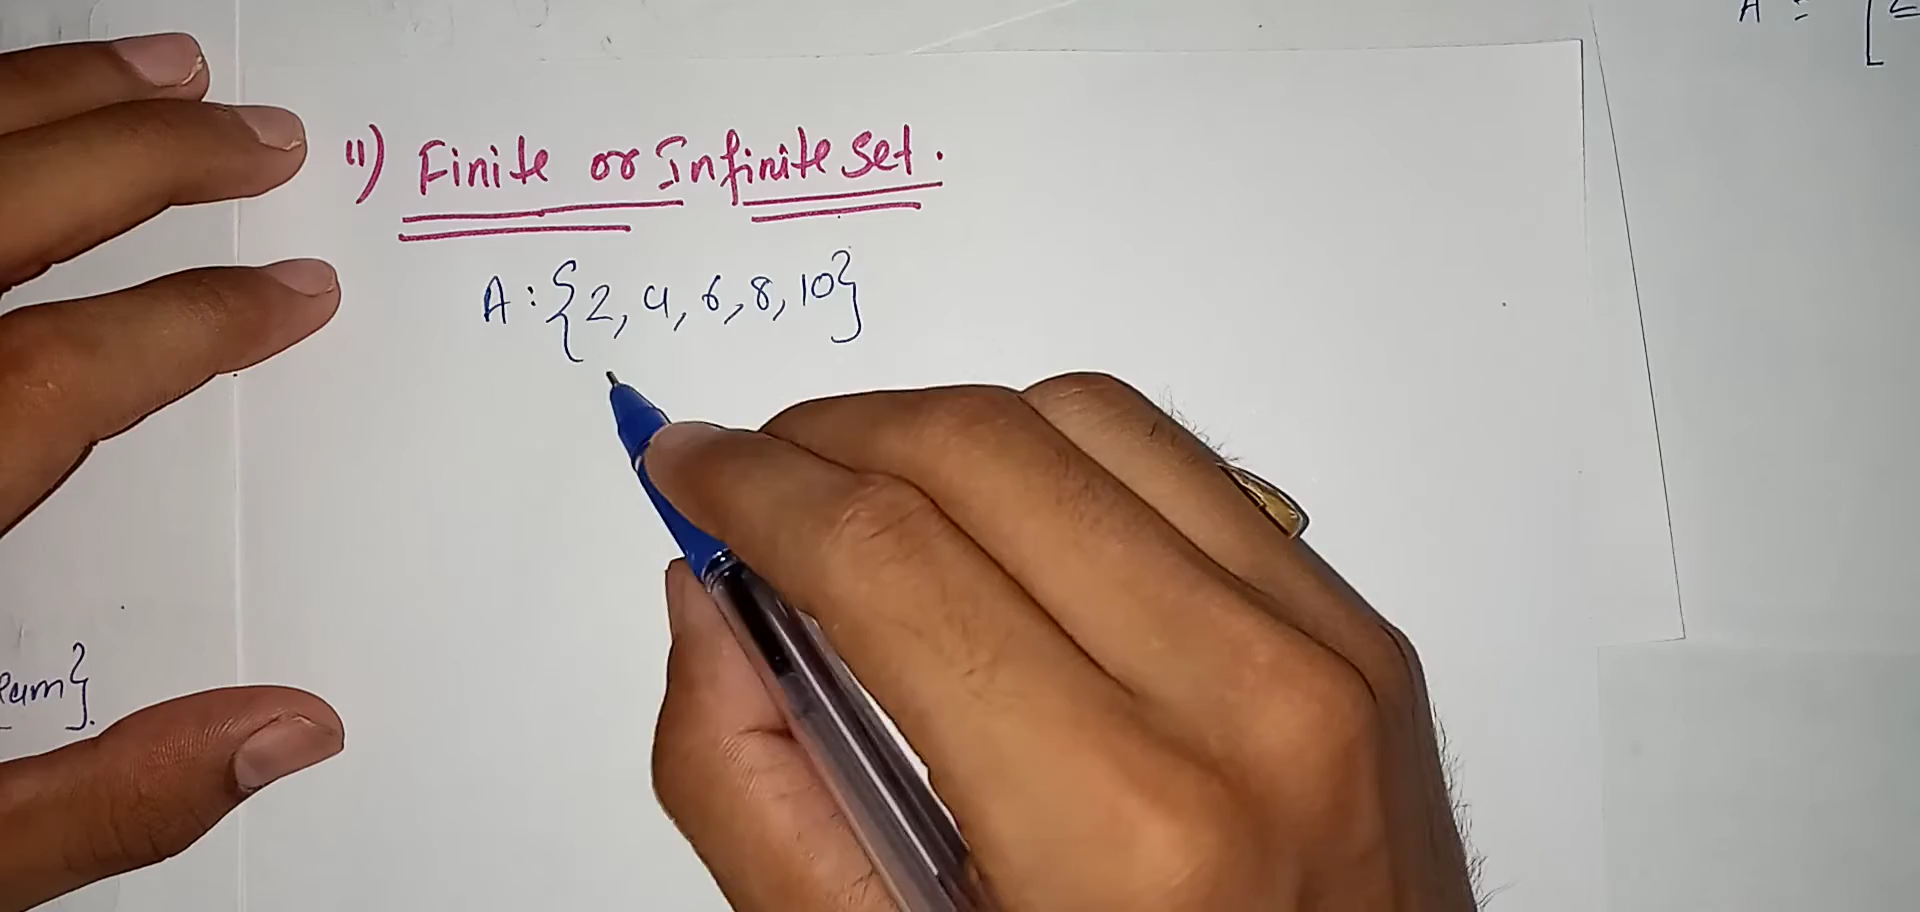 11) Finite or Infinite Set.
A : {2, 4, 6, 8, 10}
A =